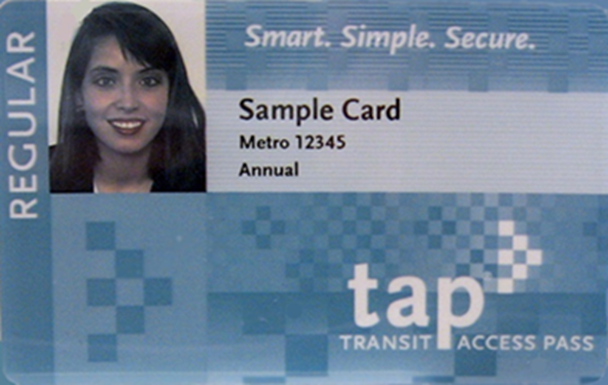 REGULAR
Smart. Simple. Secure.
Sample Card
Metro 12345
Annual
tap
TRANSIT ACCESS PASS